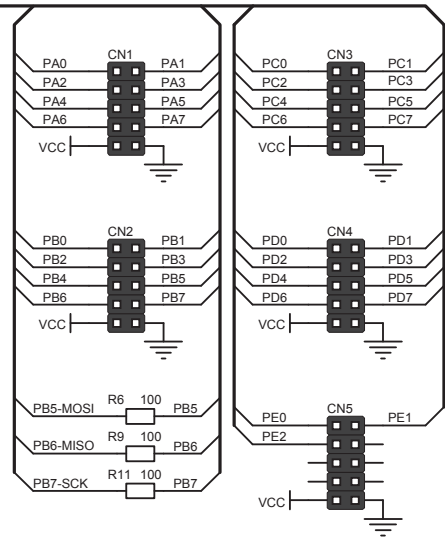 CN1
PA0 PA1
PA2 PA3
PA4 PA5
PA6 PA7
VCC
CN3
PC0 PC1
PC2 PC3
PC4 PC5
PC6 PC7
VCC
CN2
PB0 PB1
PB2 PB3
PB4 PB5
PB6 PB7
VCC
CN4
PD0 PD1
PD2 PD3
PD4 PD5
PD6 PD7
VCC
R6 100
PB5-MOSI PB5
R9 100
PB6-MISO PB6
R11 100
PB7-SCK PB7
CN5
PE0 PE1
PE2
VCC